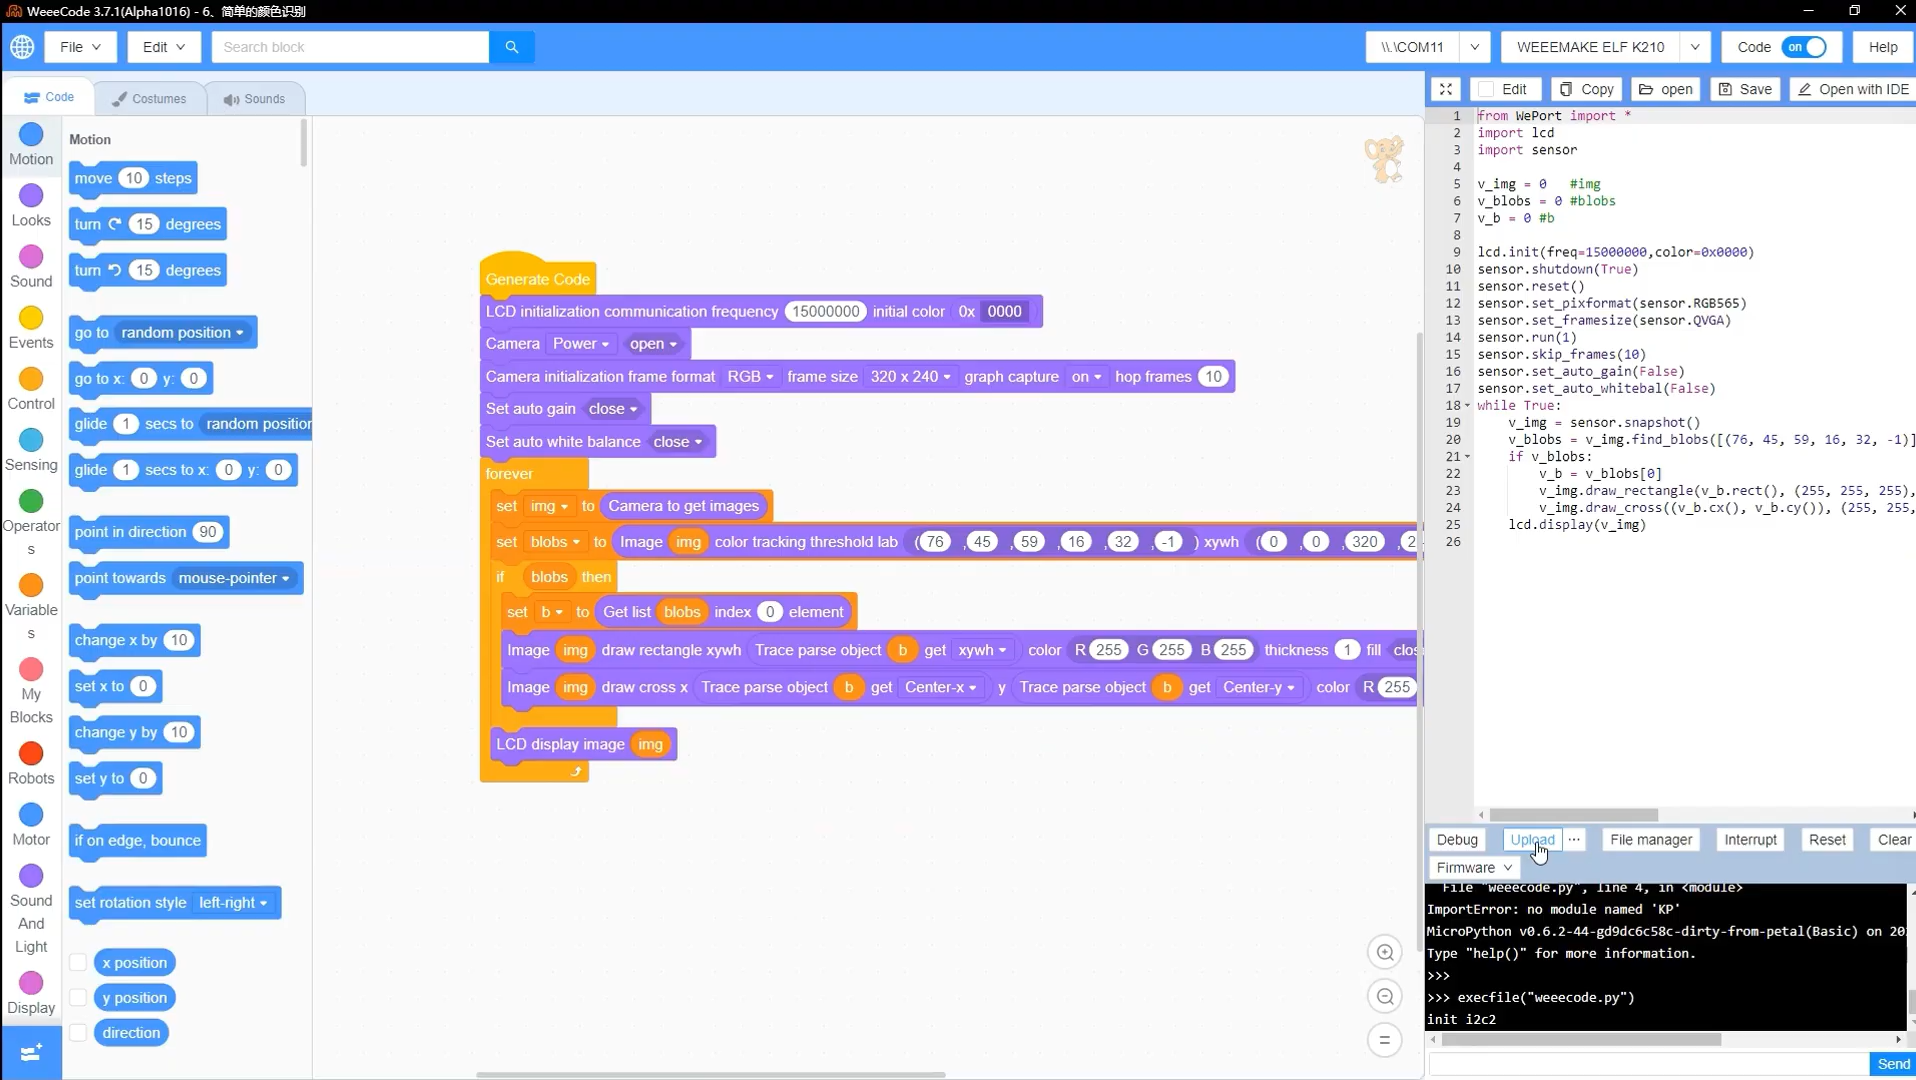 WeeeCode 3.7.1(Alpha1016) - 6、简单的颜色识别
File Edit Search block \\.\COM11 WEEEMAKE ELF K210 Code on Help
Code Costumes Sounds
Edit Copy open Save Open with IDE
Motion
Looks
Sound
Events
Control
Sensing
Operator
s
Variable
s
My
Blocks
Robots
Motor
Sound
And
Light
Display
Motion
move 10 steps
turn 15 degrees
turn 15 degrees
go to random position
go to x: 0 y: 0
glide 1 secs to random position
glide 1 secs to x: 0 y: 0
point in direction 90
point towards mouse-pointer
change x by 10
set x to 0
change y by 10
set y to 0
if on edge, bounce
set rotation style left-right
x position
y position
direction
Generate Code
LCD initialization communication frequency 15000000 initial color 0x 0000
Camera Power open
Camera initialization frame format RGB frame size 320 x 240 graph capture on hop frames 10
Set auto gain close
Set auto white balance close
forever
set img to Camera to get images
set blobs to Image img color tracking threshold lab (76 ,45 ,59 ,16 ,32 ,-1 ) xywh (0 ,0 ,320 ,2
if blobs then
set b to Get list blobs index 0 element
Image img draw rectangle xywh Trace parse object b get xywh color R 255 G 255 B 255 thickness 1 fill clos
Image img draw cross x Trace parse object b get Center-x y Trace parse object b get Center-y color R 255
LCD display image img
1 from WePort import *
2 import lcd
3 import sensor
4
5 v_img = 0 #img
6 v_blobs = 0 #blobs
7 v_b = 0 #b
8
9 lcd.init(freq=15000000,color=0x0000)
10 sensor.shutdown(True)
11 sensor.reset()
12 sensor.set_pixformat(sensor.RGB565)
13 sensor.set_framesize(sensor.QVGA)
14 sensor.run(1)
15 sensor.skip_frames(10)
16 sensor.set_auto_gain(False)
17 sensor.set_auto_whitebal(False)
18 while True:
19 v_img = sensor.snapshot()
20 v_blobs = v_img.find_blobs([(76, 45, 59, 16, 32, -1)]
21 if v_blobs:
22 v_b = v_blobs[0]
23 v_img.draw_rectangle(v_b.rect(), (255, 255, 255),
24 v_img.draw_cross((v_b.cx(), v_b.cy()), (255, 255,
25 lcd.display(v_img)
26
Debug Upload ··· File manager Interrupt Reset Clear
Firmware
File "weeecode.py", line 4, in <module>
ImportError: no module named 'KP'
MicroPython v0.6.2-44-gd9dc6c58c-dirty-from-petal(Basic) on 20
Type "help()" for more information.
>>>
>>> execfile("weeecode.py")
init i2c2
Send